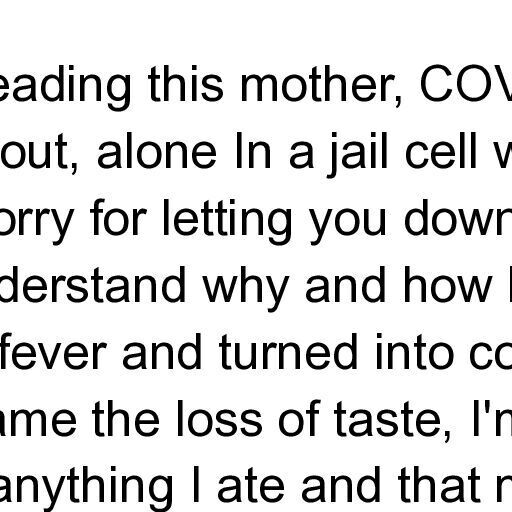 eading this mother, COV
out, alone In a jail cell w
orry for letting you down
derstand why and how I
fever and turned into co
ame the loss of taste, I'm
anything I ate and that m